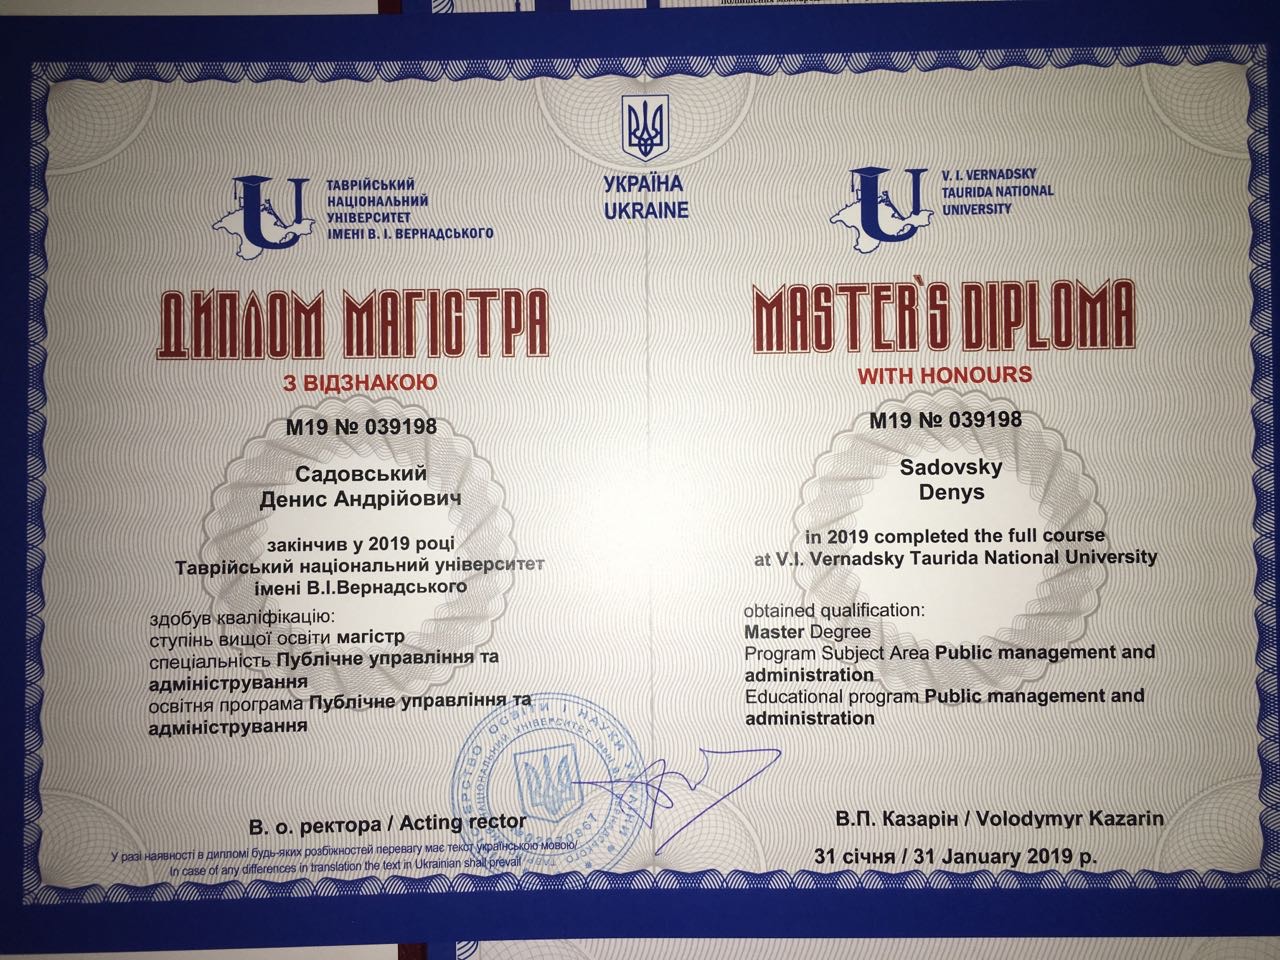 УКРАЇНА
UKRAINE
ТАВРІЙСЬКИЙ
НАЦІОНАЛЬНИЙ
УНІВЕРСИТЕТ
ІМЕНІ В. І. ВЕРНАДСЬКОГО
ДИПЛОМ МАГІСТРА
З ВІДЗНАКОЮ
М19 № 039198
Садовський
Денис Андрійович
закінчив у 2019 році
Таврійський національний університет
імені В.І.Вернадського
здобув кваліфікацію:
ступінь вищої освіти магістр
спеціальність Публічне управління та
адміністрування
освітня програма Публічне управління та
адміністрування
В. о. ректора / Acting rector
У разі наявності в дипломі будь-яких розбіжностей перевагу має текст українською мовою/
In case of any differences in translation the text in Ukrainian shall prevail
V. I. VERNADSKY
TAURIDA NATIONAL
UNIVERSITY
MASTER`S DIPLOMA
WITH HONOURS
М19 № 039198
Sadovsky
Denys
in 2019 completed the full course
at V.I. Vernadsky Taurida National University
obtained qualification:
Master Degree
Program Subject Area Public management and
administration
Educational program Public management and
administration
В.П. Казарін / Volodymyr Kazarin
31 січня / 31 January 2019 р.